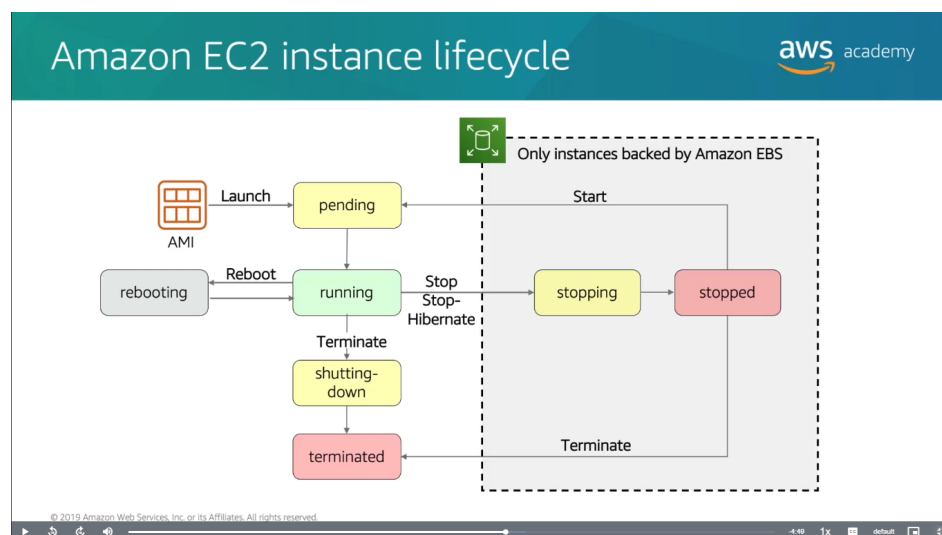 Amazon EC2 instance lifecycle
aws academy
Only instances backed by Amazon EBS
Launch
pending
Start
AMI
Reboot
rebooting
running
Stop
Stop-
Hibernate
stopping
stopped
Terminate
shutting-
down
terminated
Terminate
© 2019 Amazon Web Services, Inc. or its Affiliates. All rights reserved.
-4:49
1x
default